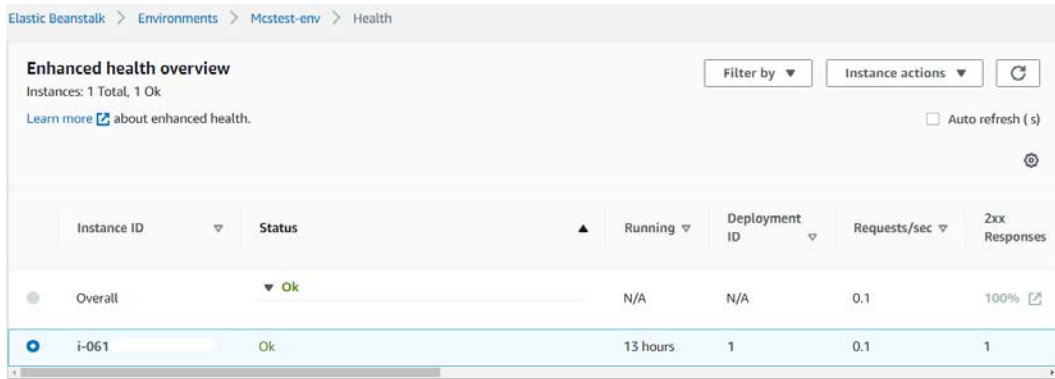 Elastic Beanstalk > Environments > Mcstest-env > Health
Enhanced health overview
Instances: 1 Total, 1 Ok
Learn more about enhanced health.
Filter by ▼
Instance actions ▼
Auto refresh ( s)
Instance ID Status Running Deployment ID Requests/sec 2xx Responses
Overall ▼ Ok N/A N/A 0.1 100%
i-061 Ok 13 hours 1 0.1 1